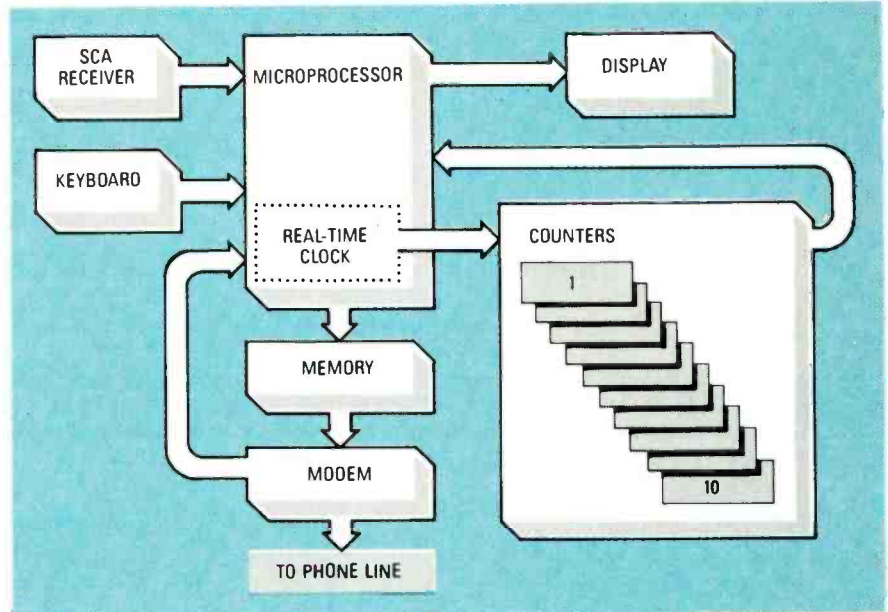 SCA
RECEIVER
MICROPROCESSOR
DISPLAY
KEYBOARD
REAL-TIME
CLOCK
COUNTERS
1
10
MEMORY
MODEM
TO PHONE LINE